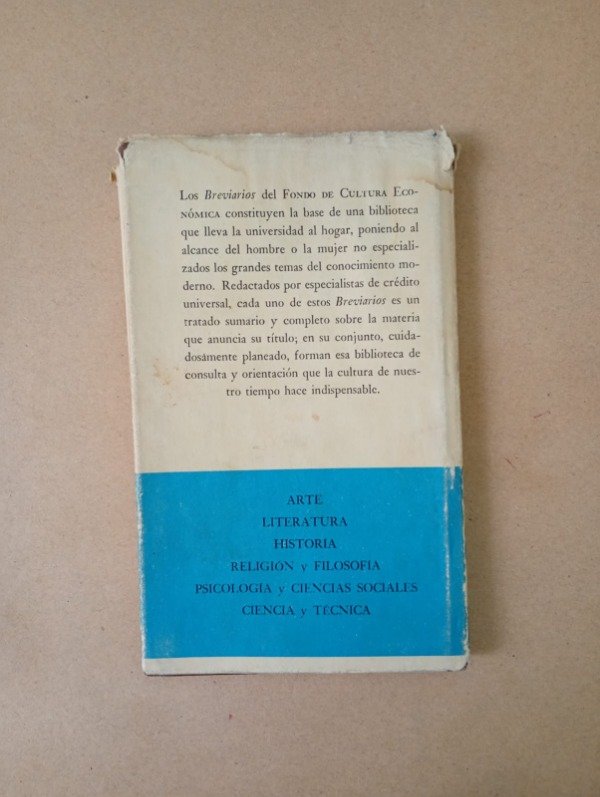 Los Breviarios del FONDO DE CULTURA ECO-
NÓMICA constituyen la base de una biblioteca
que lleva la universidad al hogar, poniendo al
alcance del hombre o la mujer no especiali-
zados los grandes temas del conocimiento mo-
derno. Redactados por especialistas de crédito
universal, cada uno de estos Breviarios es un
tratado sumario y completo sobre la materia
que anuncia su título; en su conjunto, cuida-
dosamente planeado, forman esa biblioteca de
consulta y orientación que la cultura de nues-
tro tiempo hace indispensable.
ARTE
LITERATURA
HISTORIA
RELIGIÓN y FILOSOFÍA
PSICOLOGÍA y CIENCIAS SOCIALES
CIENCIA y TÉCNICA